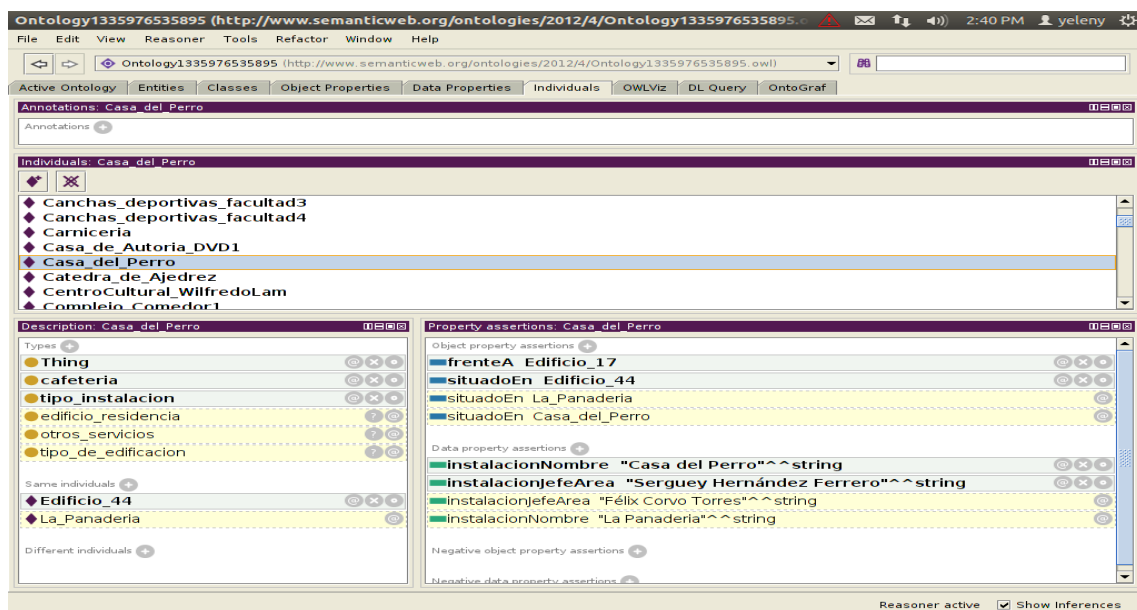 Ontology1335976535895 (http://www.semanticweb.org/ontologies/2012/4/Ontology1335976535895.o 2:40 PM yeleny
File Edit View Reasoner Tools Refactor Window Help
Ontology1335976535895 (http://www.semanticweb.org/ontologies/2012/4/Ontology1335976535895.owl)
Active Ontology Entities Classes Object Properties Data Properties Individuals OWLViz DL Query OntoGraf
Annotations: Casa_del_Perro
Annotations
Individuals: Casa_del_Perro
Canchas_deportivas_facultad3
Canchas_deportivas_facultad4
Carniceria
Casa_de_Autoria_DVD1
Casa_del_Perro
Catedra_de_Ajedrez
CentroCultural_WilfredoLam
Complejo_Comedor1
Description: Casa_del_Perro
Types
Thing
cafeteria
tipo_instalacion
edificio_residencia
otros_servicios
tipo_de_edificacion
Same individuals
Edificio_44
La_Panaderia
Different individuals
Property assertions: Casa_del_Perro
Object property assertions
frenteA Edificio_17
situadoEn Edificio_44
situadoEn La_Panaderia
situadoEn Casa_del_Perro
Data property assertions
instalacionNombre "Casa del Perro"^^string
instalacionJefeArea "Serguey Hernández Ferrero"^^string
instalacionJefeArea "Félix Corvo Torres"^^string
instalacionNombre "La Panaderia"^^string
Negative object property assertions
Negative data property assertions
Reasoner active Show Inferences